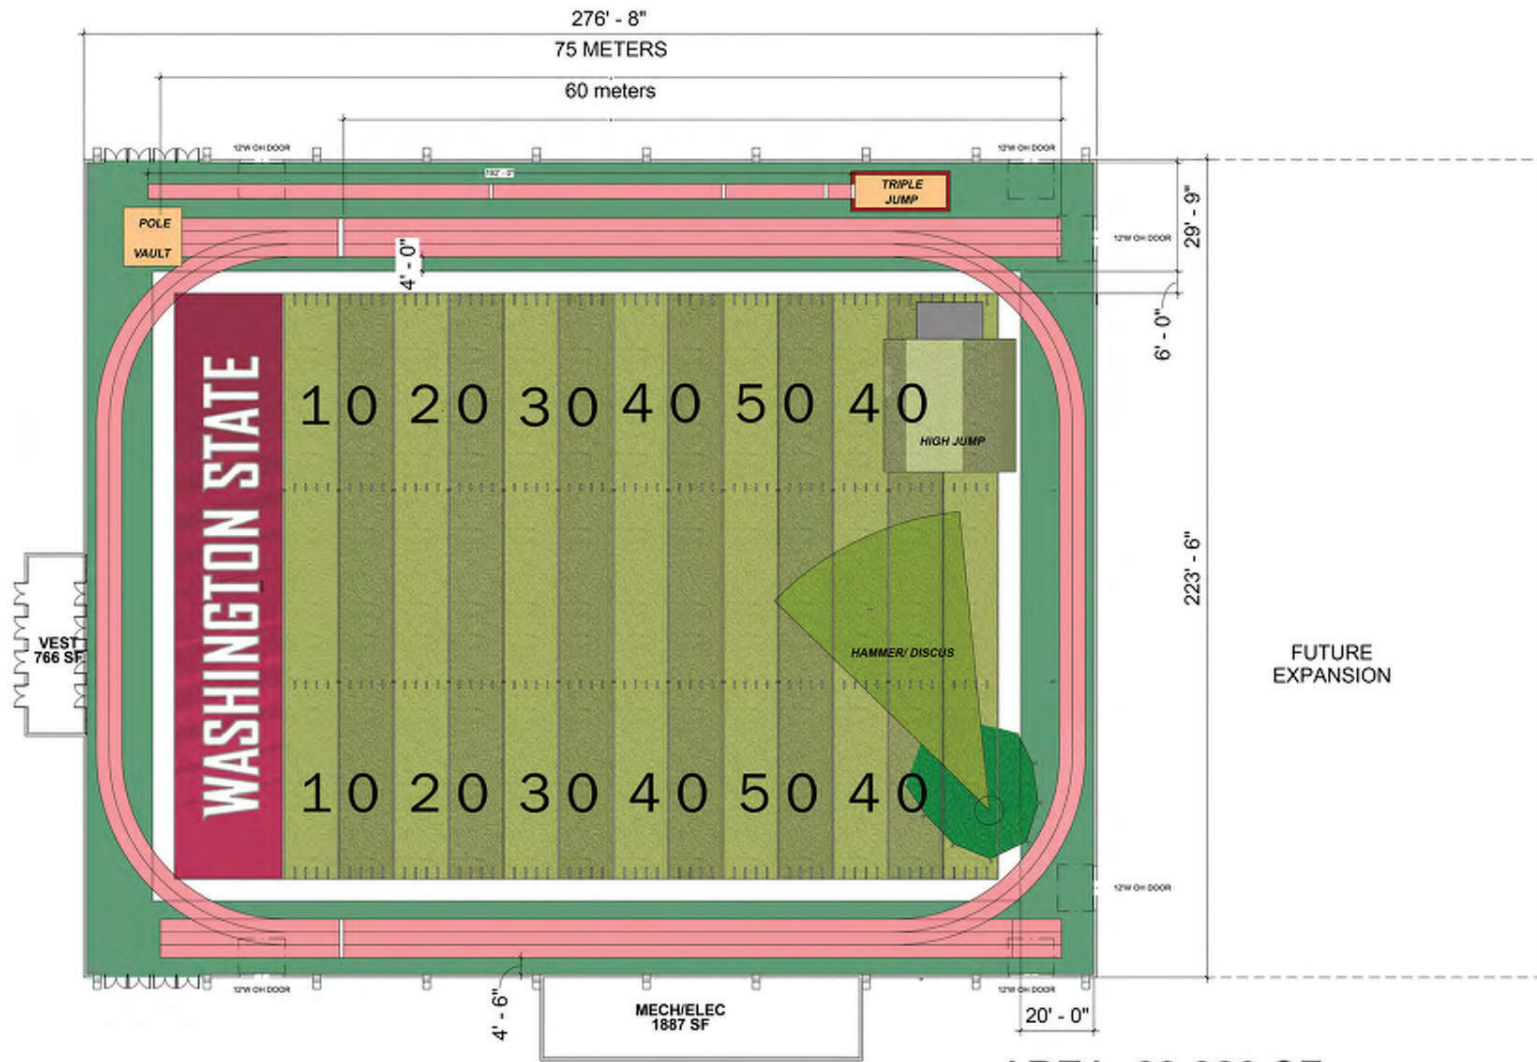 276' - 8"
75 METERS
60 meters
12'W OH DOOR
12'W OH DOOR
192' - 0"
TRIPLE
JUMP
POLE
VAULT
12'W OH DOOR
29' - 9"
4' - 0"
6' - 0"
WASHINGTON STATE
10 20 30 40 50 40
HIGH JUMP
223' - 6"
HAMMER/ DISCUS
VEST
766 SF
FUTURE
EXPANSION
10 20 30 40 50 40
12'W OH DOOR
12'W OH DOOR
12'W OH DOOR
4' - 6"
MECH/ELEC
1887 SF
20' - 0"